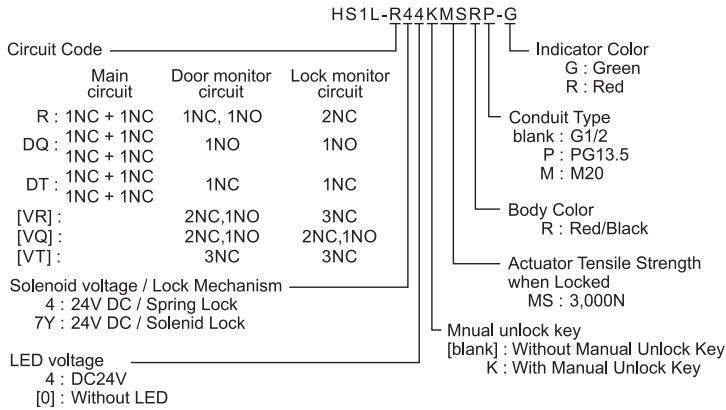 HS1L-R44KMSRP-G
Circuit Code
Main circuit Door monitor circuit Lock monitor circuit
R : 1NC + 1NC 1NC, 1NO 2NC
DQ : 1NC + 1NC 1NC + 1NC 1NO 1NO
DT : 1NC + 1NC 1NC + 1NC 1NC 1NC
[VR] : 2NC,1NO 3NC
[VQ] : 2NC,1NO 2NC,1NO
[VT] : 3NC 3NC
Solenoid voltage / Lock Mechanism
4 : 24V DC / Spring Lock
7Y : 24V DC / Solenid Lock
LED voltage
4 : DC24V
[0] : Without LED
Indicator Color
G : Green
R : Red
Conduit Type
blank : G1/2
P : PG13.5
M : M20
Body Color
R : Red/Black
Actuator Tensile Strength
when Locked
MS : 3,000N
Mnual unlock key
[blank] : Without Manual Unlock Key
K : With Manual Unlock Key